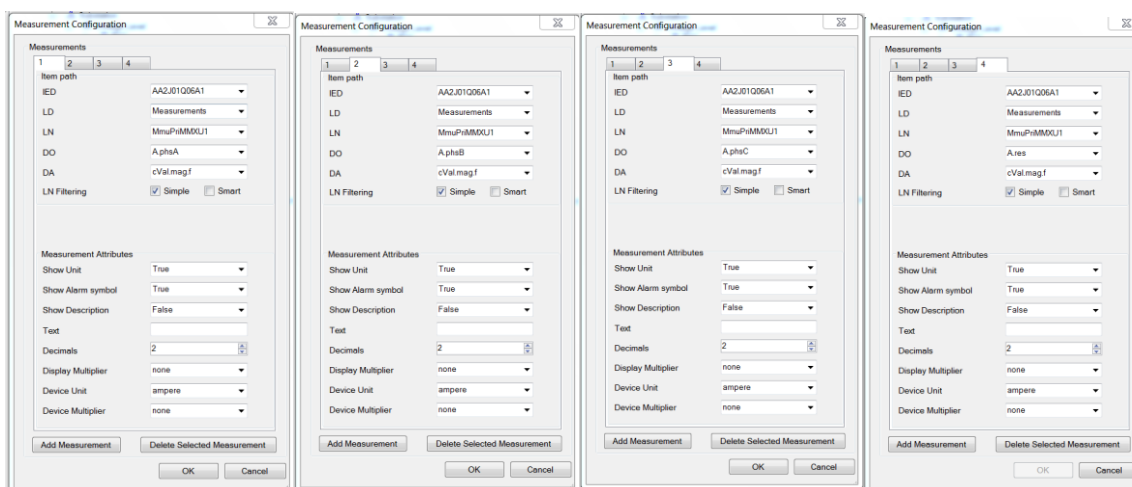 Measurement Configuration
Measurements
1 2 3 4
Item path
IED AA2J01Q06A1
LD Measurements
LN MmuPriMMXU1
DO A.phsA
DA cVal.mag.f
LN Filtering Simple Smart
Measurement Attributes
Show Unit True
Show Alarm symbol True
Show Description False
Text
Decimals 2
Display Multiplier none
Device Unit ampere
Device Multiplier none
Add Measurement Delete Selected Measurement
OK Cancel
Measurement Configuration
Measurements
1 2 3 4
Item path
IED AA2J01Q06A1
LD Measurements
LN MmuPriMMXU1
DO A.phsB
DA cVal.mag.f
LN Filtering Simple Smart
Measurement Attributes
Show Unit True
Show Alarm symbol True
Show Description False
Text
Decimals 2
Display Multiplier none
Device Unit ampere
Device Multiplier none
Add Measurement Delete Selected Measurement
OK Cancel
Measurement Configuration
Measurements
1 2 3 4
Item path
IED AA2J01Q06A1
LD Measurements
LN MmuPriMMXU1
DO A.phsC
DA cVal.mag.f
LN Filtering Simple Smart
Measurement Attributes
Show Unit True
Show Alarm symbol True
Show Description False
Text
Decimals 2
Display Multiplier none
Device Unit ampere
Device Multiplier none
Add Measurement Delete Selected Measurement
OK Cancel
Measurement Configuration
Measurements
1 2 3 4
Item path
IED AA2J01Q06A1
LD Measurements
LN MmuPriMMXU1
DO A.res
DA cVal.mag.f
LN Filtering Simple Smart
Measurement Attributes
Show Unit True
Show Alarm symbol True
Show Description False
Text
Decimals 2
Display Multiplier none
Device Unit ampere
Device Multiplier none
Add Measurement Delete Selected Measurement
OK Cancel